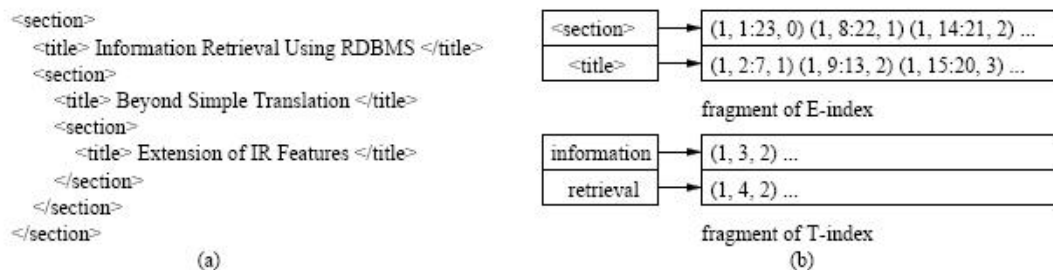 <section>
<title> Information Retrieval Using RDBMS </title>
<section>
<title> Beyond Simple Translation </title>
<section>
<title> Extension of IR Features </title>
</section>
</section>
</section>
(a)
<section> (1, 1:23, 0) (1, 8:22, 1) (1, 14:21, 2) ...
<title> (1, 2:7, 1) (1, 9:13, 2) (1, 15:20, 3) ...
fragment of E-index
information (1, 3, 2) ...
retrieval (1, 4, 2) ...
fragment of T-index
(b)